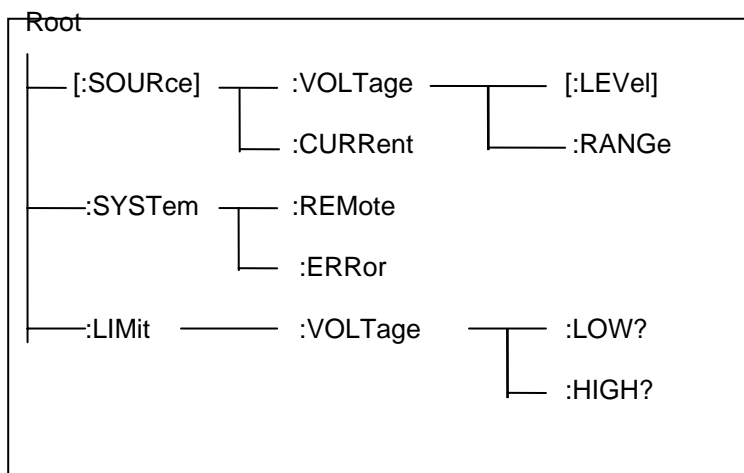 Root
[:SOURce] :VOLTage [:LEVel]
:CURRent :RANGe
:SYSTem :REMote
:ERRor
:LIMit :VOLTage :LOW?
:HIGH?